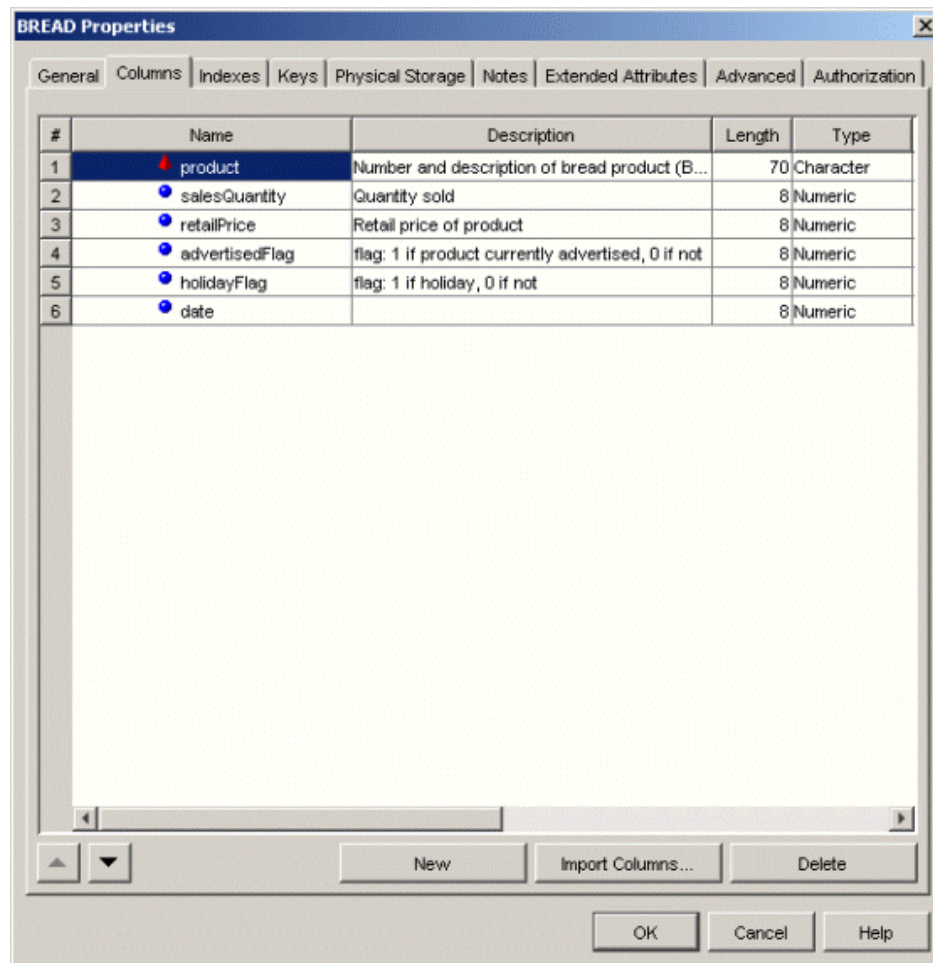 BREAD Properties
General Columns Indexes Keys Physical Storage Notes Extended Attributes Advanced Authorization
# Name Description Length Type
1 product Number and description of bread product (B... 70 Character
2 salesQuantity Quantity sold 8 Numeric
3 retailPrice Retail price of product 8 Numeric
4 advertisedFlag flag: 1 if product currently advertised, 0 if not 8 Numeric
5 holidayFlag flag: 1 if holiday, 0 if not 8 Numeric
6 date 8 Numeric
New Import Columns... Delete
OK Cancel Help